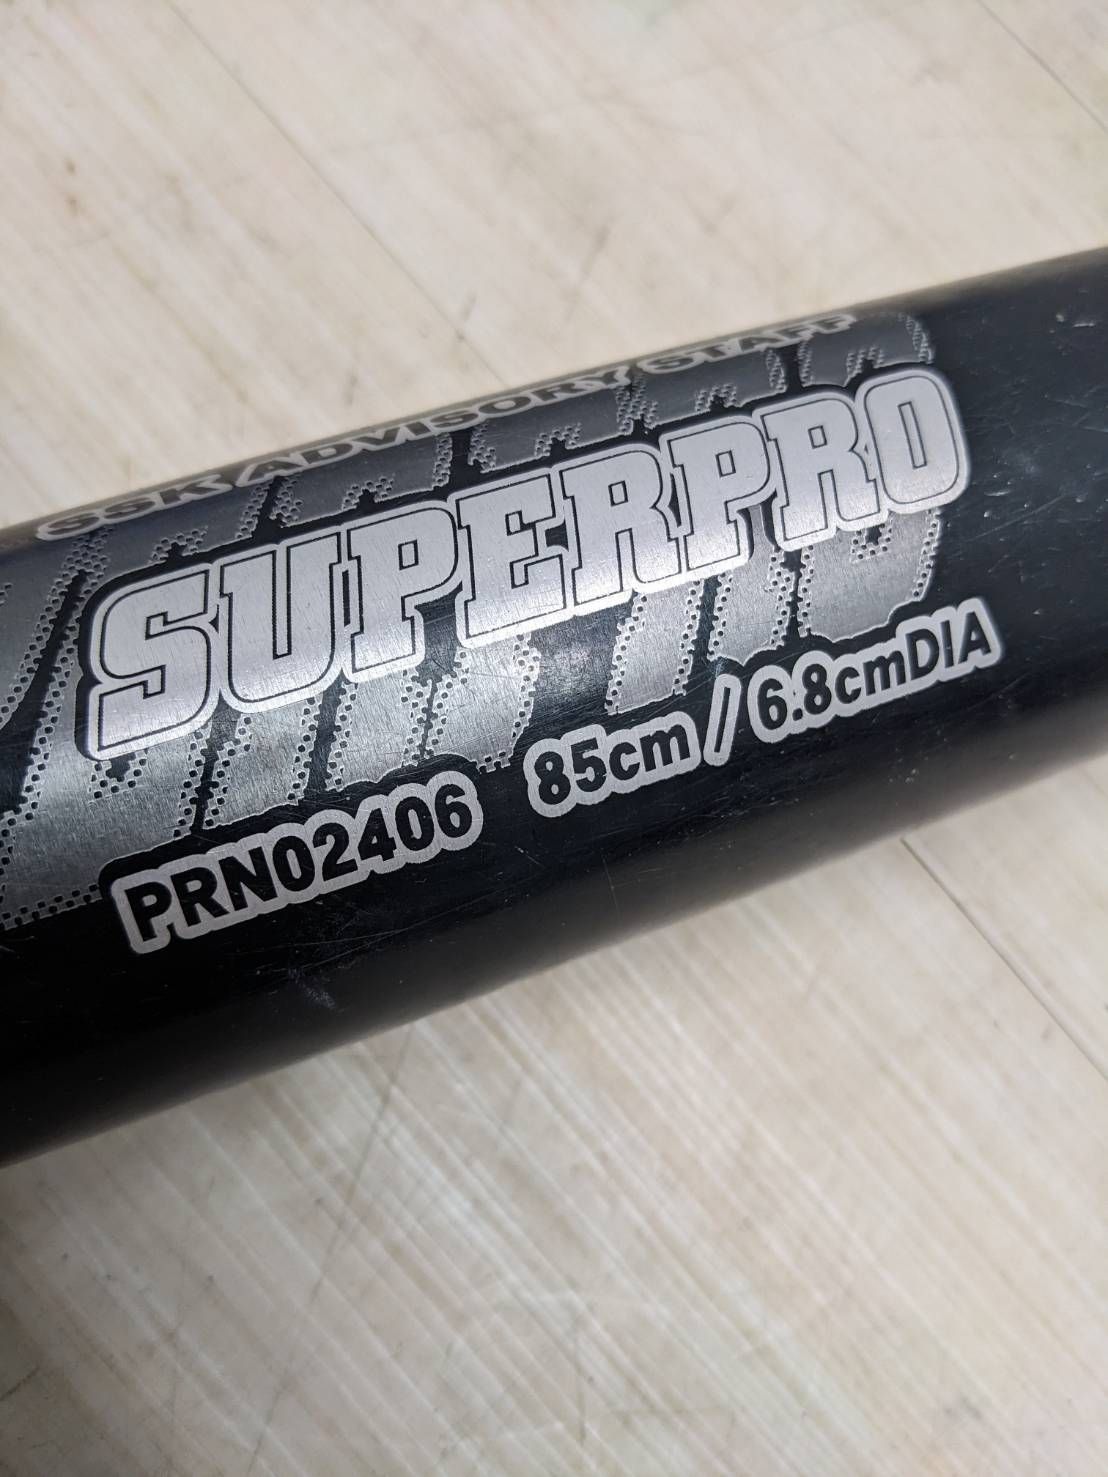 SSK ADVISORY STAFF
SUPERPRO
PRN02406 85cm / 6.8cmDIA